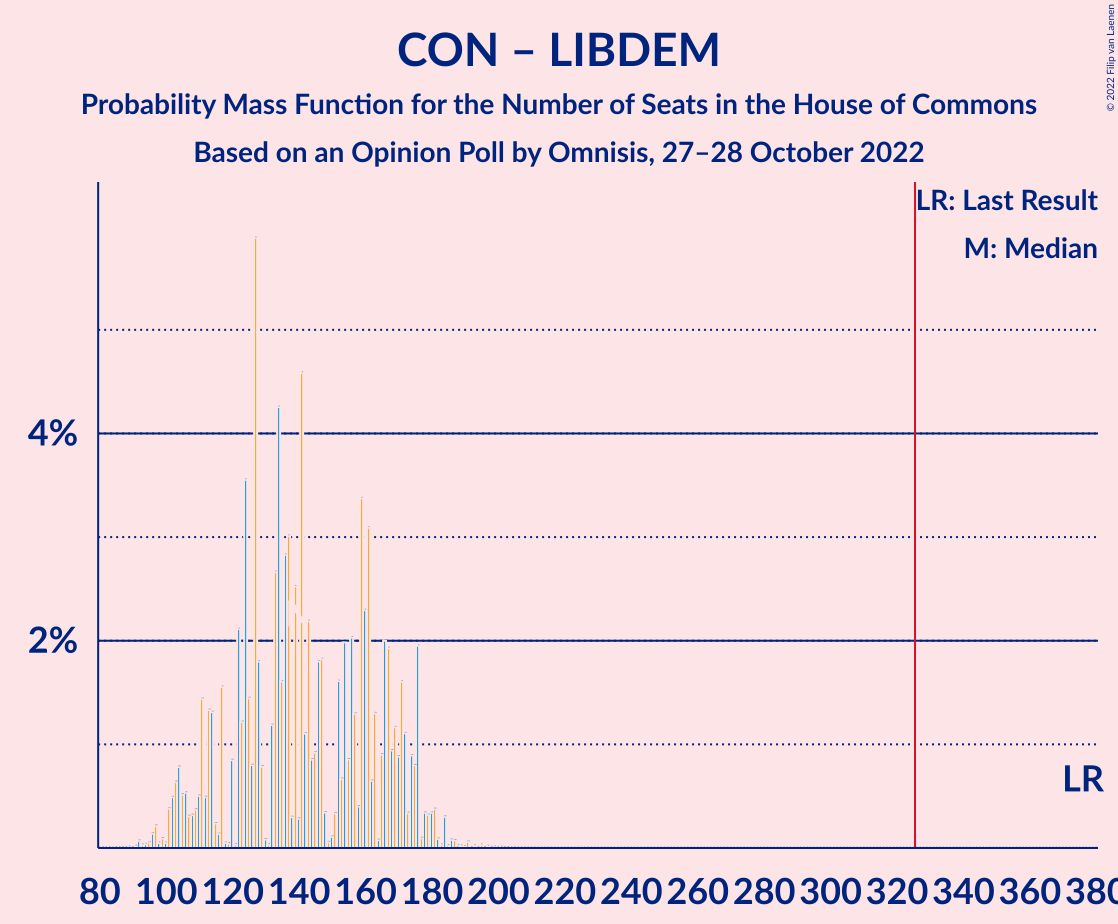 CON – LIBDEM
Probability Mass Function for the Number of Seats in the House of Commons
Based on an Opinion Poll by Omnisis, 27–28 October 2022
© 2022 Filip van Laenen
LR: Last Result
M: Median
4%
2%
LR
80 100 120 140 160 180 200 220 240 260 280 300 320 340 360 380